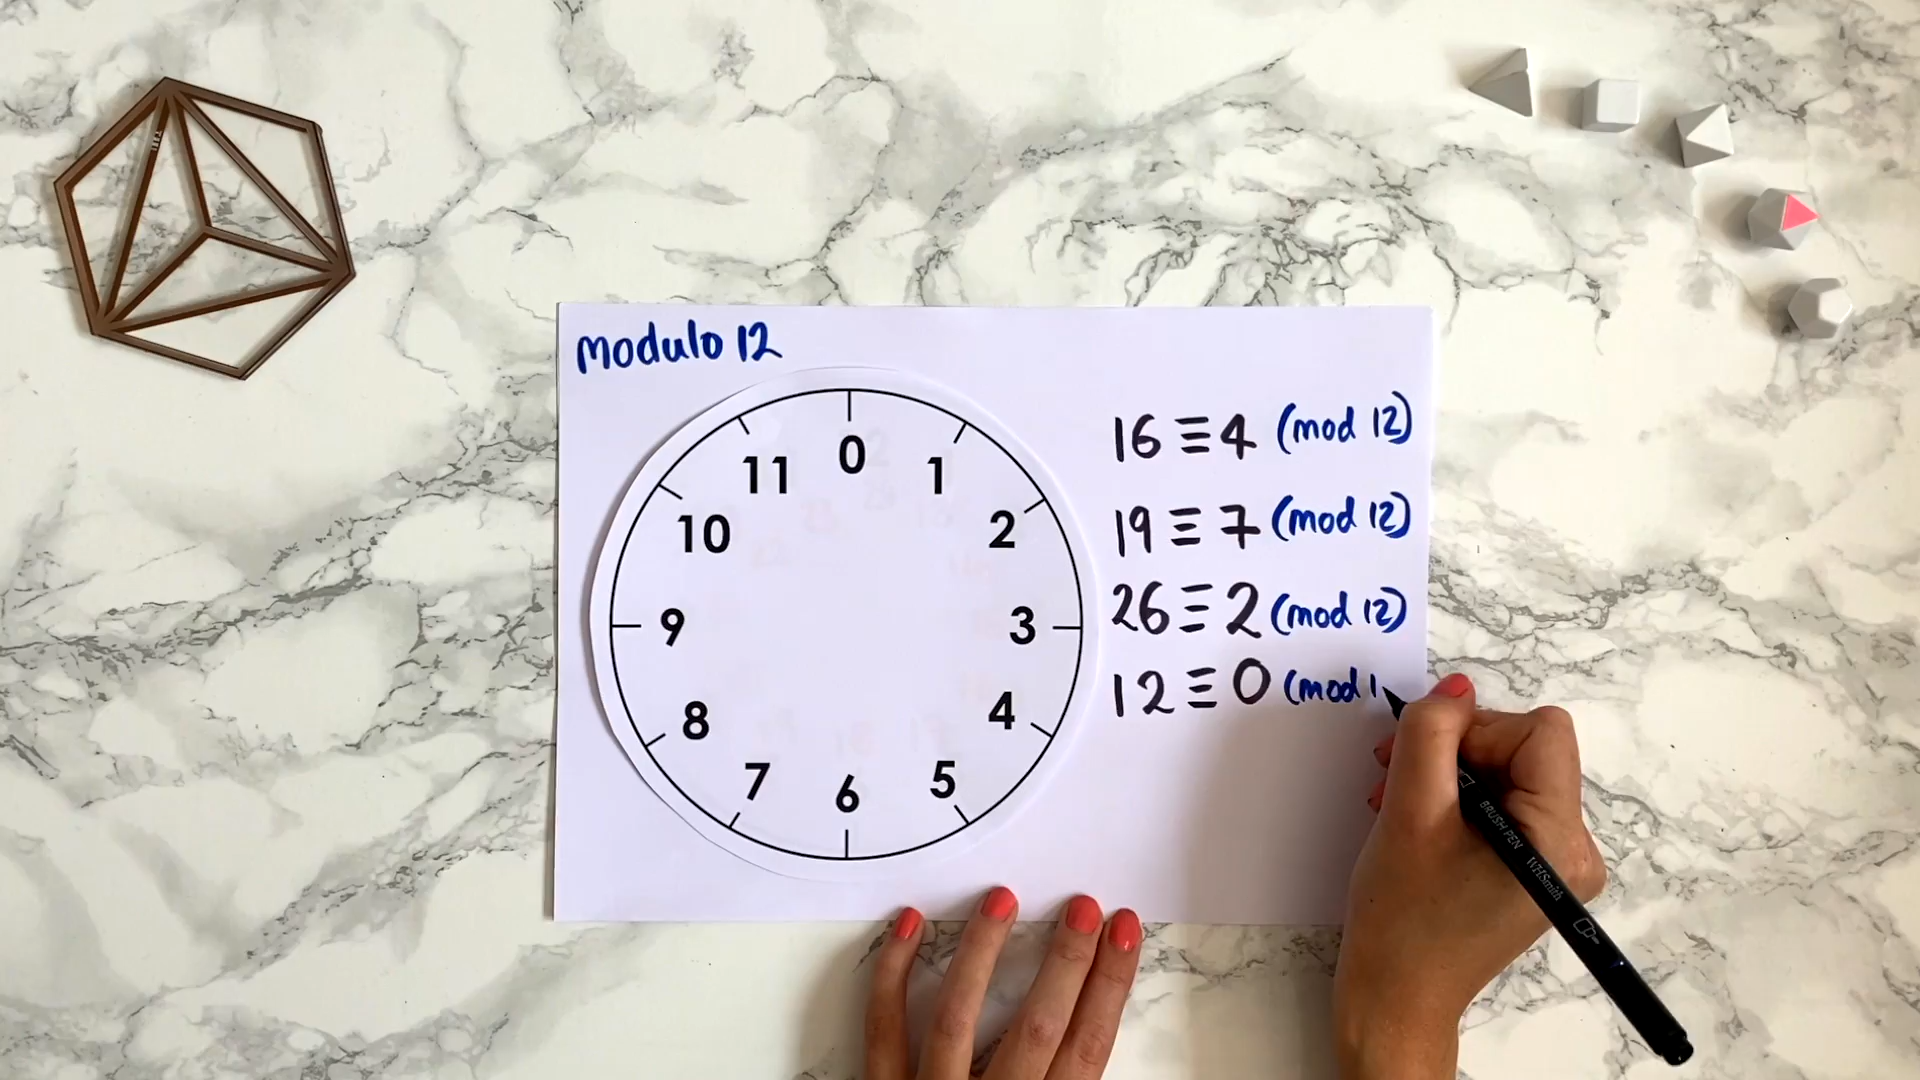 modulo 12
0
1
2
3
4
5
6
7
8
9
10
11
16 ≡ 4 (mod 12)
19 ≡ 7 (mod 12)
26 ≡ 2 (mod 12)
12 ≡ 0 (mod 1
BRUSH PEN WHSmith